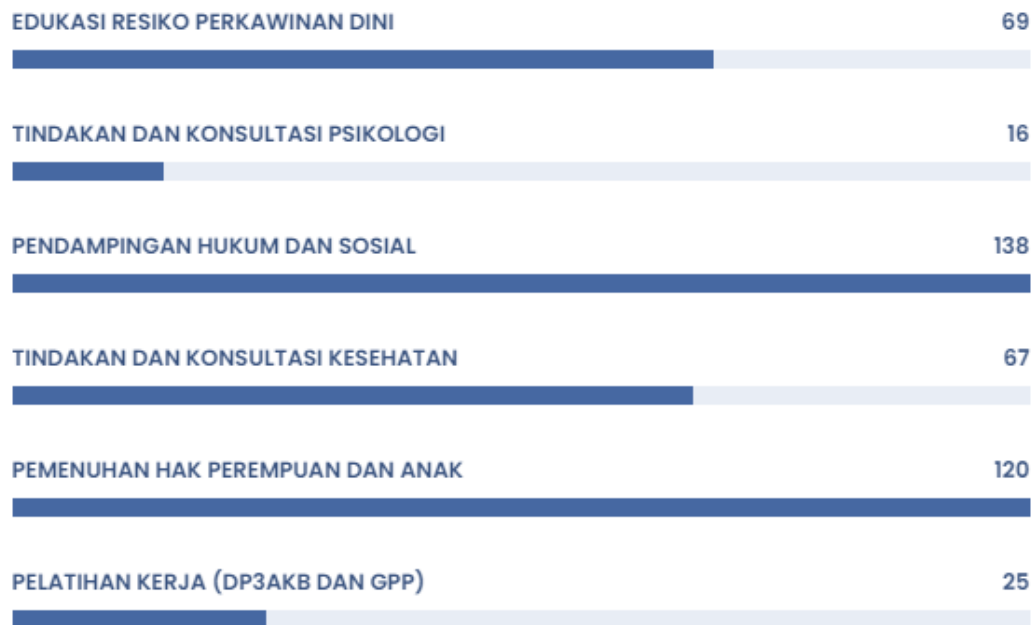 EDUKASI RESIKO PERKAWINAN DINI 69
TINDAKAN DAN KONSULTASI PSIKOLOGI 16
PENDAMPINGAN HUKUM DAN SOSIAL 138
TINDAKAN DAN KONSULTASI KESEHATAN 67
PEMENUHAN HAK PEREMPUAN DAN ANAK 120
PELATIHAN KERJA (DP3AKB DAN GPP) 25